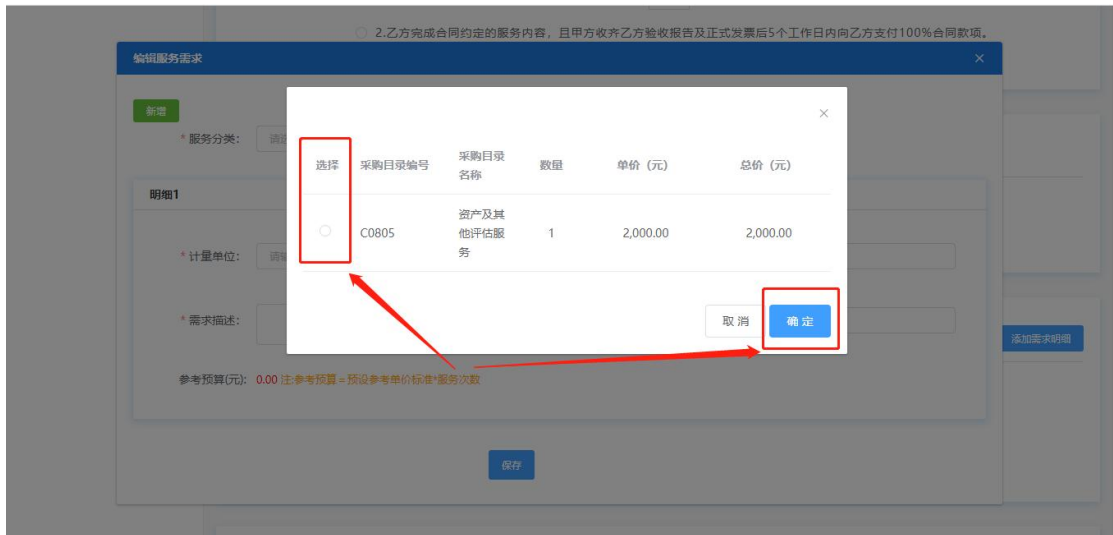 2.乙方完成合同约定的服务内容，且甲方收齐乙方验收报告及正式发票后5个工作日内向乙方支付100%合同款项。
编辑服务需求
新增
*服务分类：
明细1
选择 采购目录编号 采购目录名称 数量 单价（元） 总价（元）
C0805 资产及其他评估服务 1 2,000.00 2,000.00
*计量单位：
取 消 确 定
*需求描述：
添加需求明细
参考预算(元): 0.00 注:参考预算=预设参考单价标准*服务次数
保存